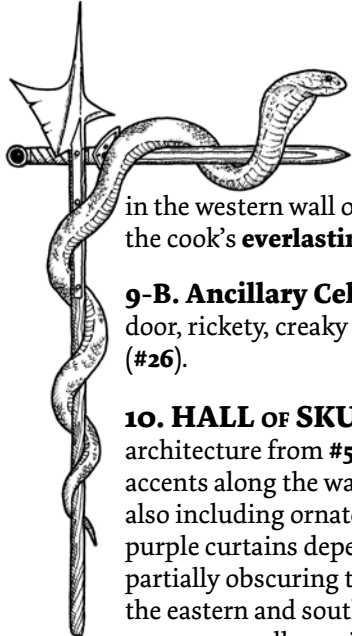 in the western wall o
the cook's everlastin
9-B. Ancillary Cel
door, rickety, creaky
(#26).
10. HALL OF SKU
architecture from #5
accents along the wa
also including ornate
purple curtains depe
partially obscuring t
the eastern and sout